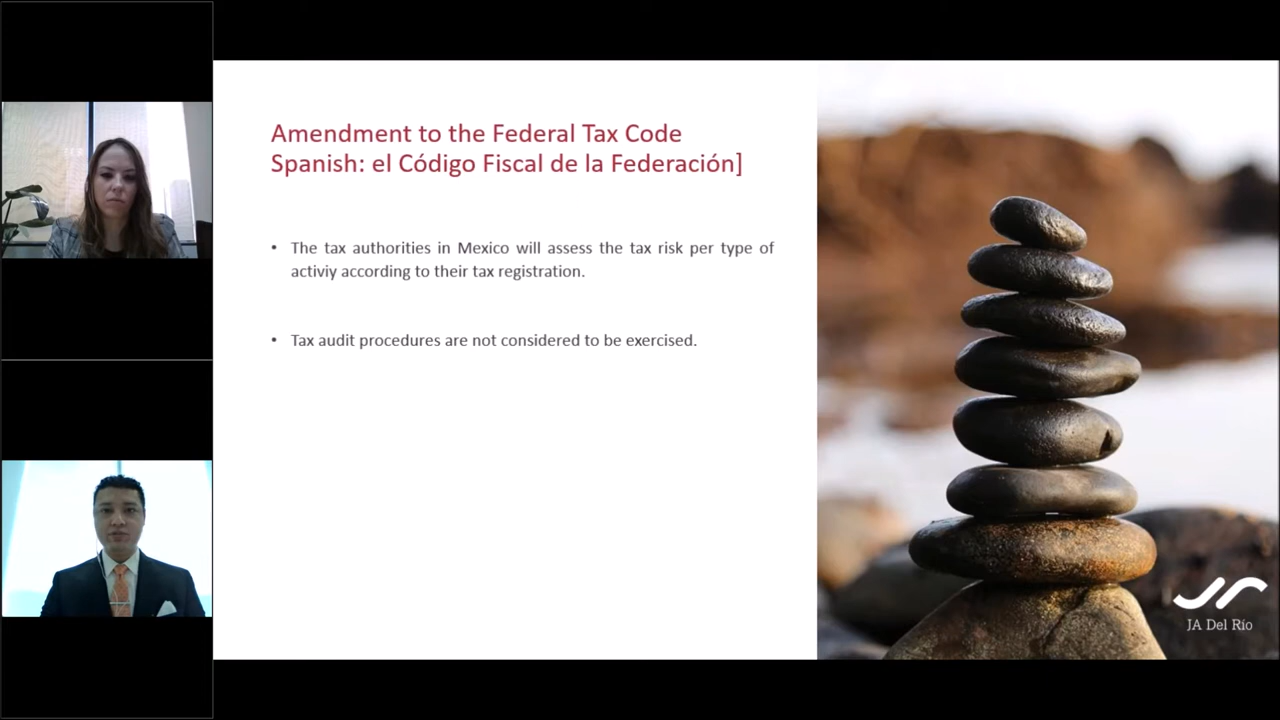 Amendment to the Federal Tax Code
Spanish: el Código Fiscal de la Federación]
• The tax authorities in Mexico will assess the tax risk per type of
activiy according to their tax registration.
• Tax audit procedures are not considered to be exercised.
JA Del Río